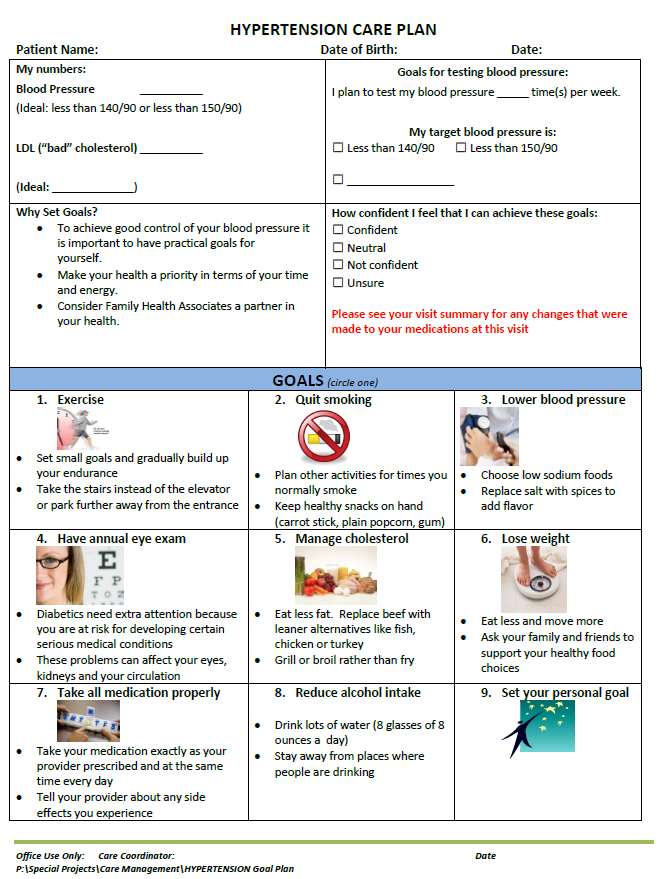 HYPERTENSION CARE PLAN
Patient Name: Date of Birth: Date:
My numbers:
Blood Pressure __________
(Ideal: less than 140/90 or less than 150/90)
LDL (“bad” cholesterol) __________
(Ideal: _____________)
Goals for testing blood pressure:
I plan to test my blood pressure _____ time(s) per week.
My target blood pressure is:
☐ Less than 140/90 ☐ Less than 150/90
☐ _________________
Why Set Goals?
• To achieve good control of your blood pressure it
is important to have practical goals for
yourself.
• Make your health a priority in terms of your time
and energy.
• Consider Family Health Associates a partner in
your health.
How confident I feel that I can achieve these goals:
☐ Confident
☐ Neutral
☐ Not confident
☐ Unsure
Please see your visit summary for any changes that were
made to your medications at this visit
GOALS (circle one)
1. Exercise
• Set small goals and gradually build up
your endurance
• Take the stairs instead of the elevator
or park further away from the entrance
2. Quit smoking
• Plan other activities for times you
normally smoke
• Keep healthy snacks on hand
(carrot stick, plain popcorn, gum)
3. Lower blood pressure
• Choose low sodium foods
• Replace salt with spices to
add flavor
4. Have annual eye exam
E
F P
• Diabetics need extra attention because
you are at risk for developing certain
serious medical conditions
• These problems can affect your eyes,
kidneys and your circulation
5. Manage cholesterol
• Eat less fat. Replace beef with
leaner alternatives like fish,
chicken or turkey
• Grill or broil rather than fry
6. Lose weight
• Eat less and move more
• Ask your family and friends to
support your healthy food
choices
7. Take all medication properly
• Take your medication exactly as your
provider prescribed and at the same
time every day
• Tell your provider about any side
effects you experience
8. Reduce alcohol intake
• Drink lots of water (8 glasses of 8
ounces a day)
• Stay away from places where
people are drinking
9. Set your personal goal
Office Use Only: Care Coordinator: Date
P:\Special Projects\Care Management\HYPERTENSION Goal Plan